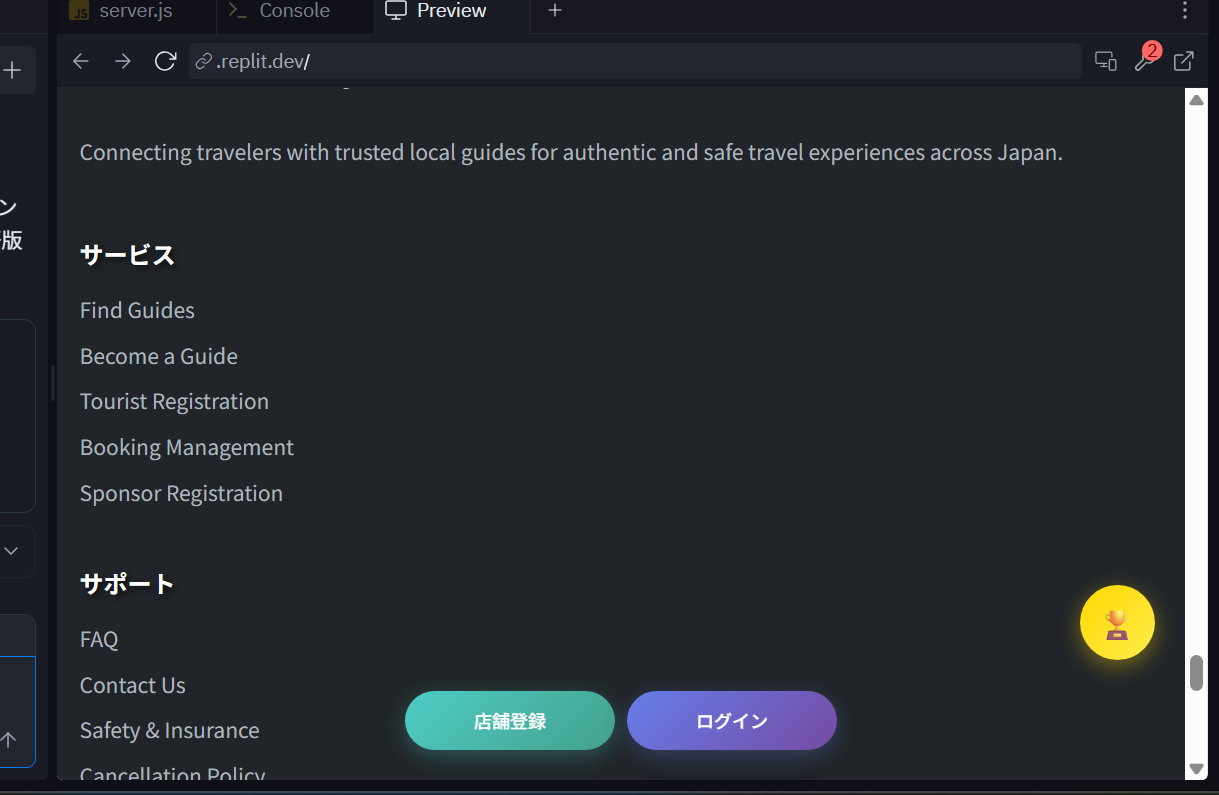 server.js
Console
Preview
.replit.dev/
2
ン
版
Connecting travelers with trusted local guides for authentic and safe travel experiences across Japan.
サービス
Find Guides
Become a Guide
Tourist Registration
Booking Management
Sponsor Registration
サポート
FAQ
Contact Us
Safety & Insurance
Cancellation Policy
店舗登録
ログイン